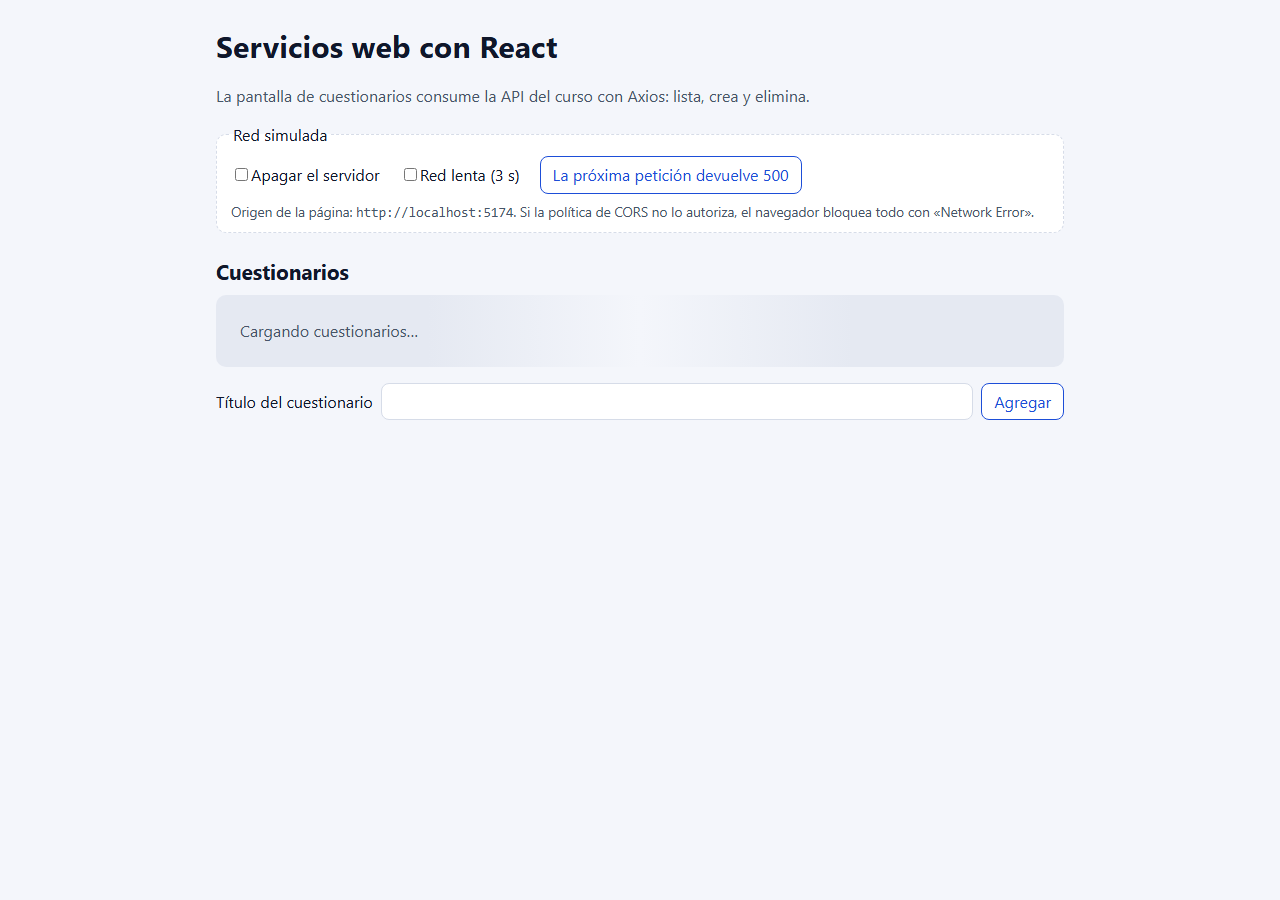 Servicios web con React
La pantalla de cuestionarios consume la API del curso con Axios: lista, crea y elimina.
Red simulada
Apagar el servidor Red lenta (3 s) La próxima petición devuelve 500
Origen de la página: http://localhost:5174. Si la política de CORS no lo autoriza, el navegador bloquea todo con «Network Error».
Cuestionarios
Cargando cuestionarios…
Título del cuestionario Agregar